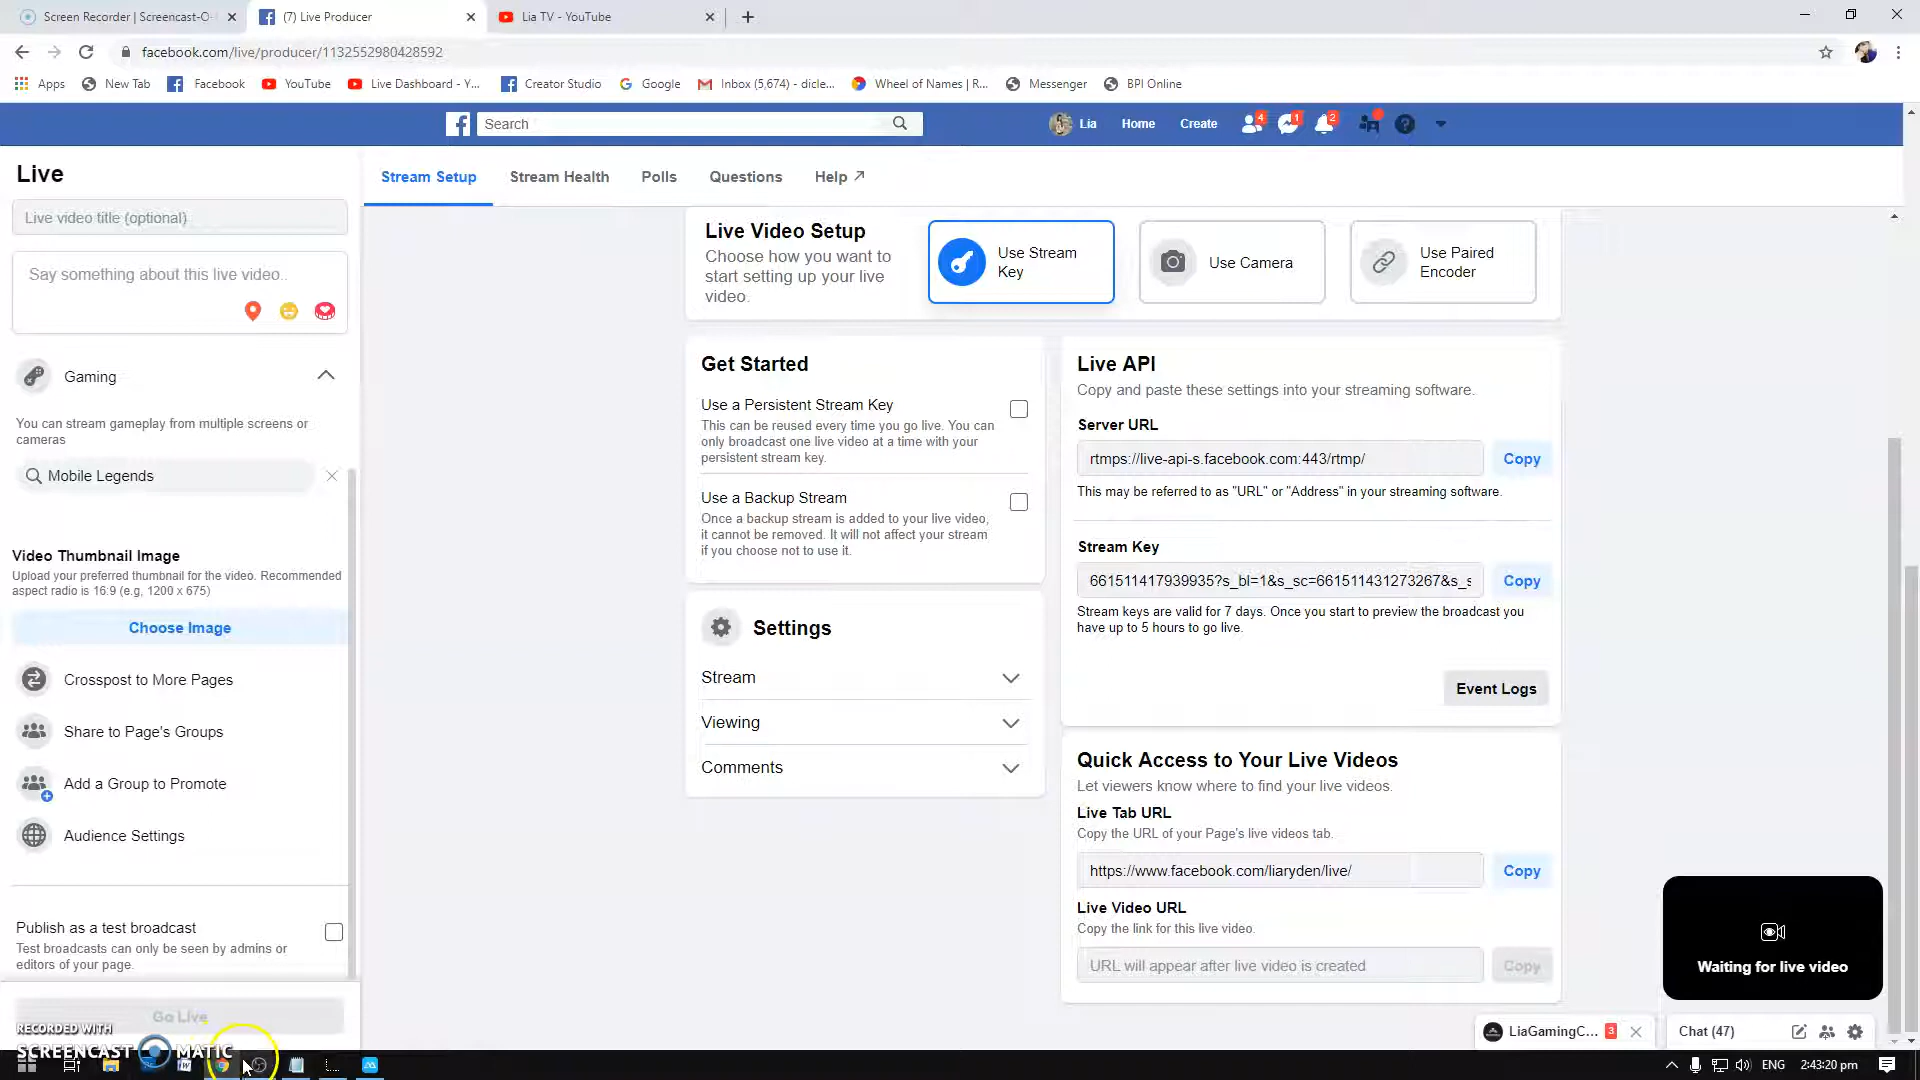 Screen Recorder | Screencast-O-
(7) Live Producer
Lia TV - YouTube
facebook.com/live/producer/1132552980428592
Apps
New Tab
Facebook
YouTube
Live Dashboard - Y...
Creator Studio
Google
Inbox (5,674) - dicle...
Wheel of Names | R...
Messenger
BPI Online
Search
Lia
Home
Create
4
1
2
Live
Stream Setup
Stream Health
Polls
Questions
Help
Live video title (optional)
Say something about this live video..
Gaming
You can stream gameplay from multiple screens or
cameras
Mobile Legends
Video Thumbnail Image
Upload your preferred thumbnail for the video. Recommended
aspect radio is 16:9 (e.g, 1200 x 675)
Choose Image
Crosspost to More Pages
Share to Page's Groups
Add a Group to Promote
Audience Settings
Publish as a test broadcast
Test broadcasts can only be seen by admins or
editors of your page.
Go Live
Live Video Setup
Choose how you want to
start setting up your live
video.
Use Stream
Key
Use Camera
Use Paired
Encoder
Get Started
Use a Persistent Stream Key
This can be reused every time you go live. You can
only broadcast one live video at a time with your
persistent stream key.
Use a Backup Stream
Once a backup stream is added to your live video,
it cannot be removed. It will not affect your stream
if you choose not to use it.
Settings
Stream
Viewing
Comments
Live API
Copy and paste these settings into your streaming software.
Server URL
rtmps://live-api-s.facebook.com:443/rtmp/
Copy
This may be referred to as "URL" or "Address" in your streaming software.
Stream Key
661511417939935?s_bl=1&s_sc=661511431273267&s_s
Copy
Stream keys are valid for 7 days. Once you start to preview the broadcast you
have up to 5 hours to go live.
Event Logs
Quick Access to Your Live Videos
Let viewers know where to find your live videos.
Live Tab URL
Copy the URL of your Page's live videos tab.
https://www.facebook.com/liaryden/live/
Copy
Live Video URL
Copy the link for this live video.
URL will appear after live video is created
Copy
Waiting for live video
LiaGamingC...
3
Chat (47)
RECORDED WITH
SCREENCAST MATIC
ENG
2:43:20 pm